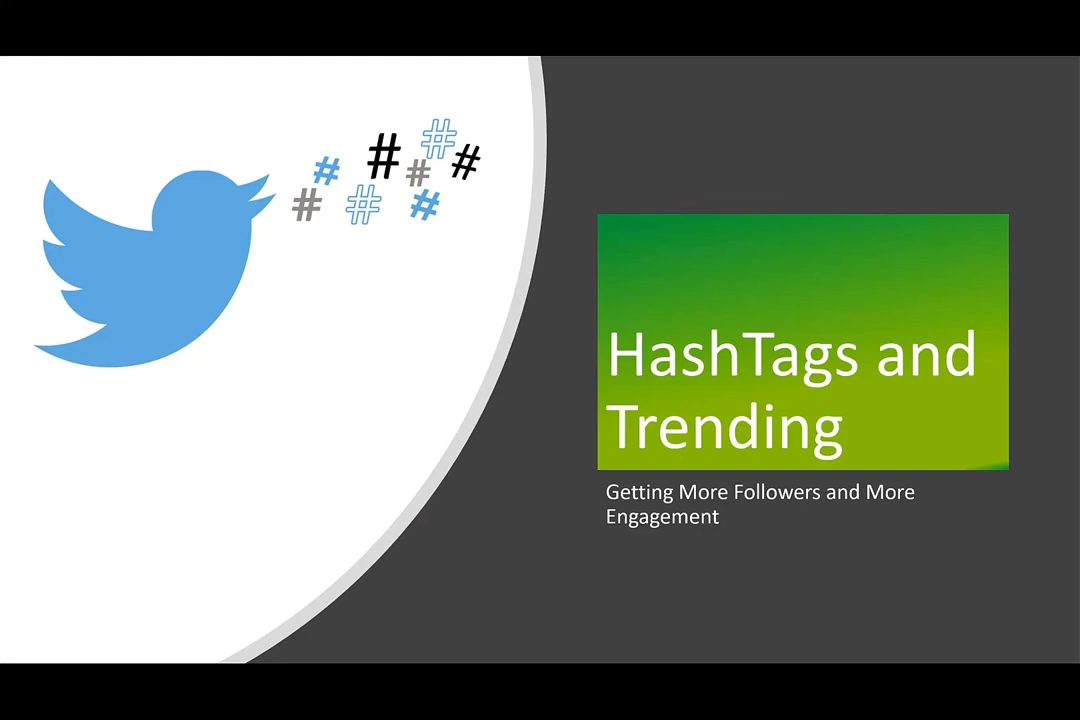 # # # # # # # #
HashTags and
Trending
Getting More Followers and More
Engagement